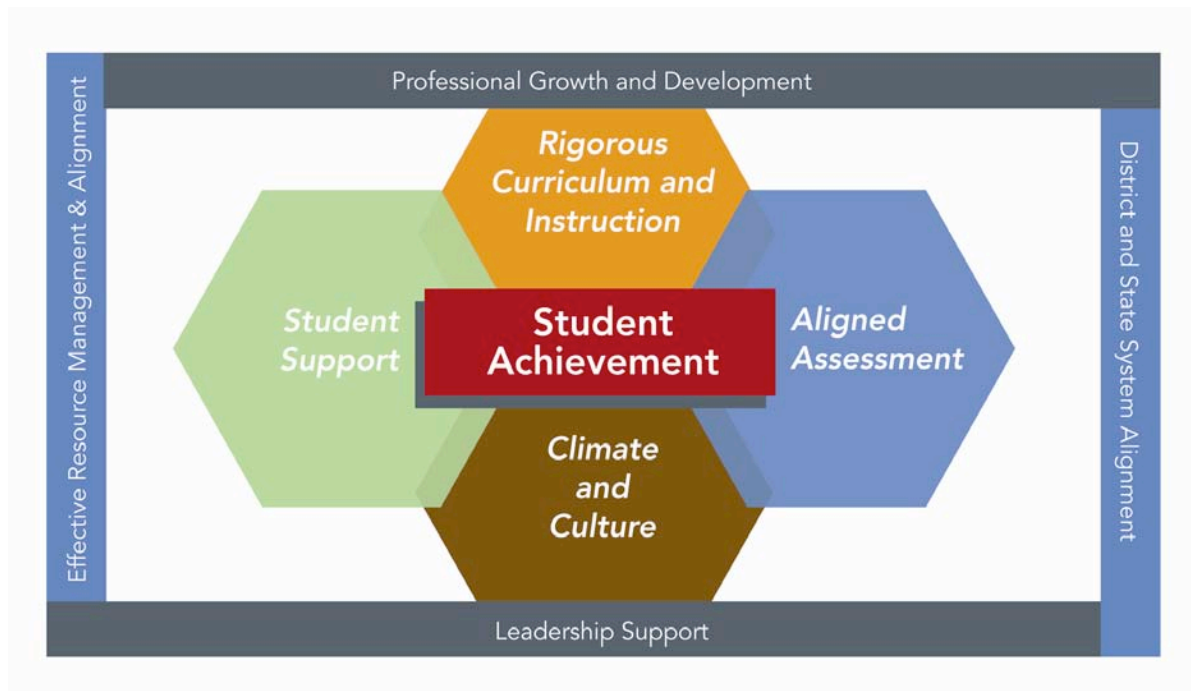 Professional Growth and Development
Effective Resource Management & Alignment
Rigorous
Curriculum and
Instruction
Student
Support
Student
Achievement
Aligned
Assessment
Climate
and
Culture
District and State System Alignment
Leadership Support